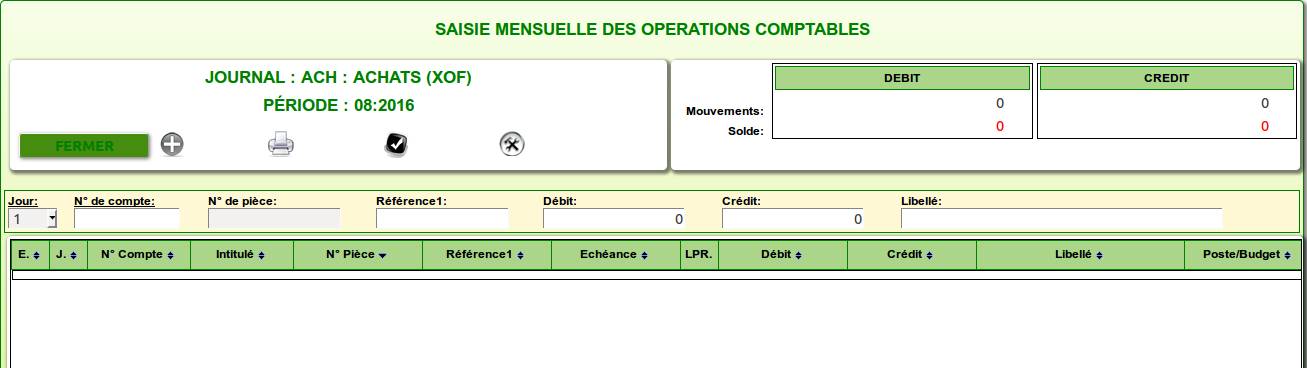 SAISIE MENSUELLE DES OPERATIONS COMPTABLES
JOURNAL : ACH : ACHATS (XOF)
PÉRIODE : 08:2016
FERMER
DEBIT CREDIT
Mouvements: 0 0
Solde: 0 0
Jour: N° de compte: N° de pièce: Référence1: Débit: Crédit: Libellé:
1 0 0
E. J. N° Compte Intitulé N° Pièce Référence1 Echéance LPR. Débit Crédit Libellé Poste/Budget